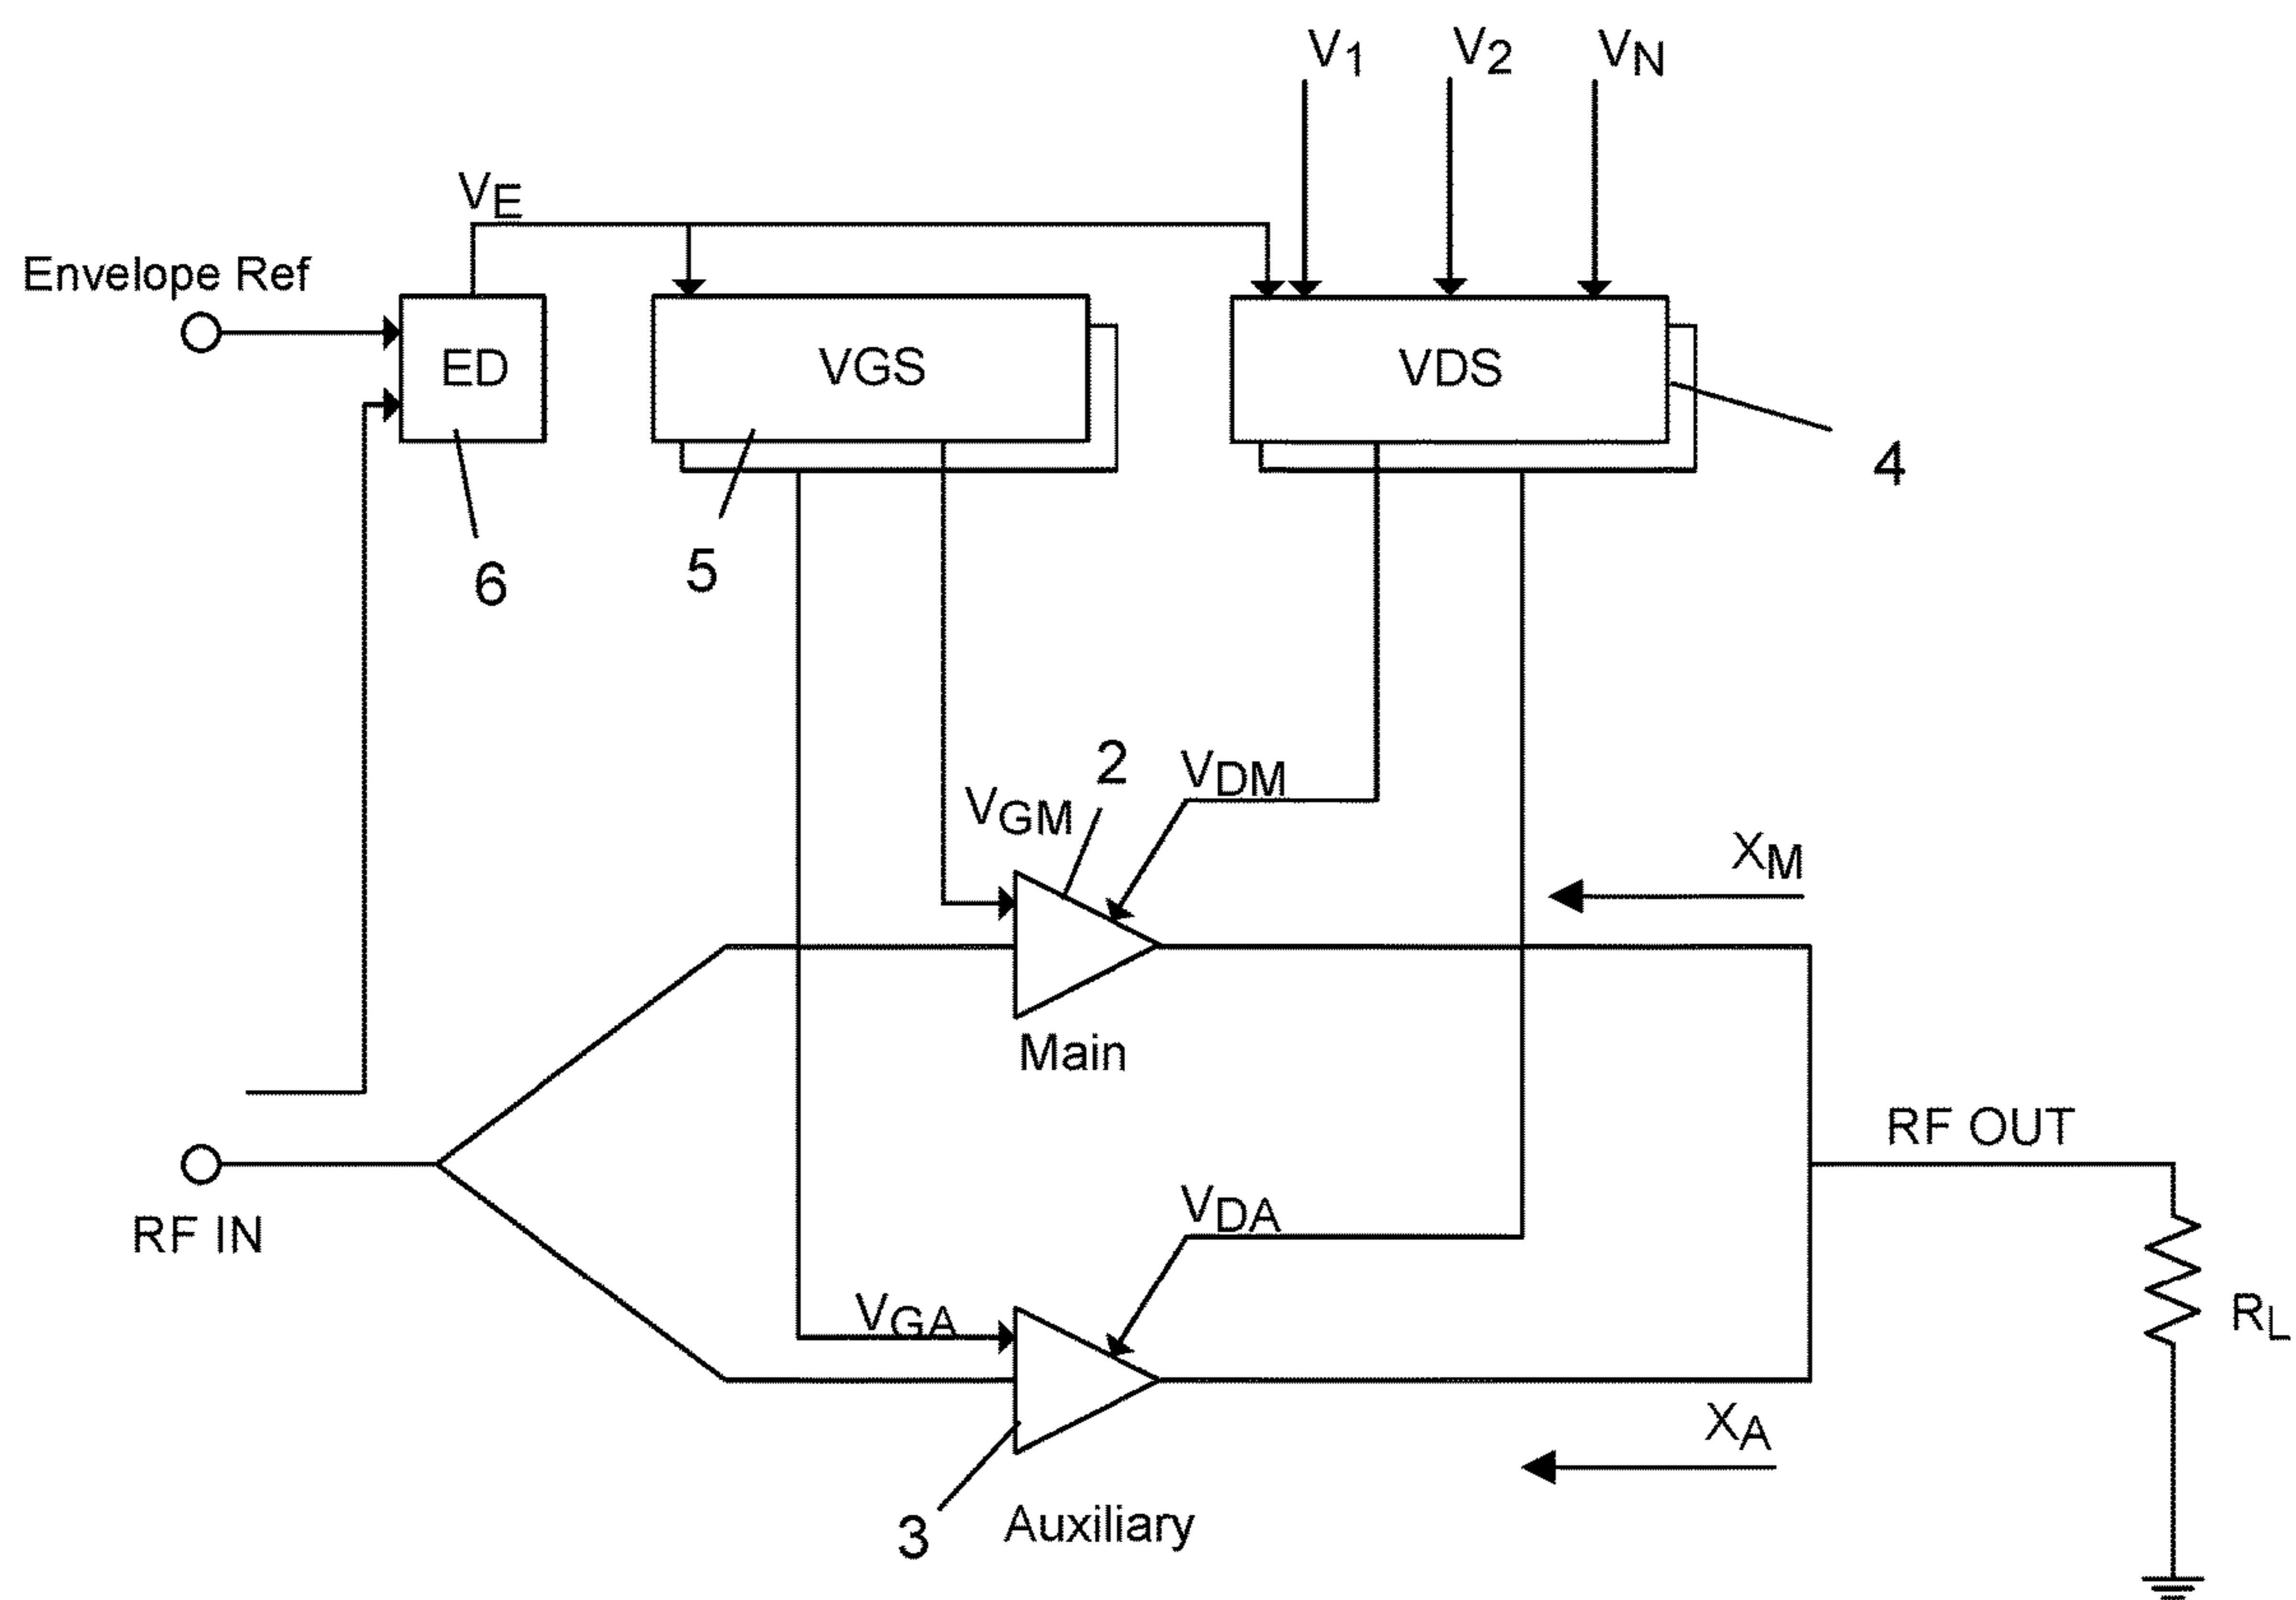 V1 V2 VN
VE
Envelope Ref
ED
VGS
VDS
4
5
6
2
VDM
VGM
XM
Main
RF OUT
VDA
RF IN
VGA
RL
XA
3
Auxiliary